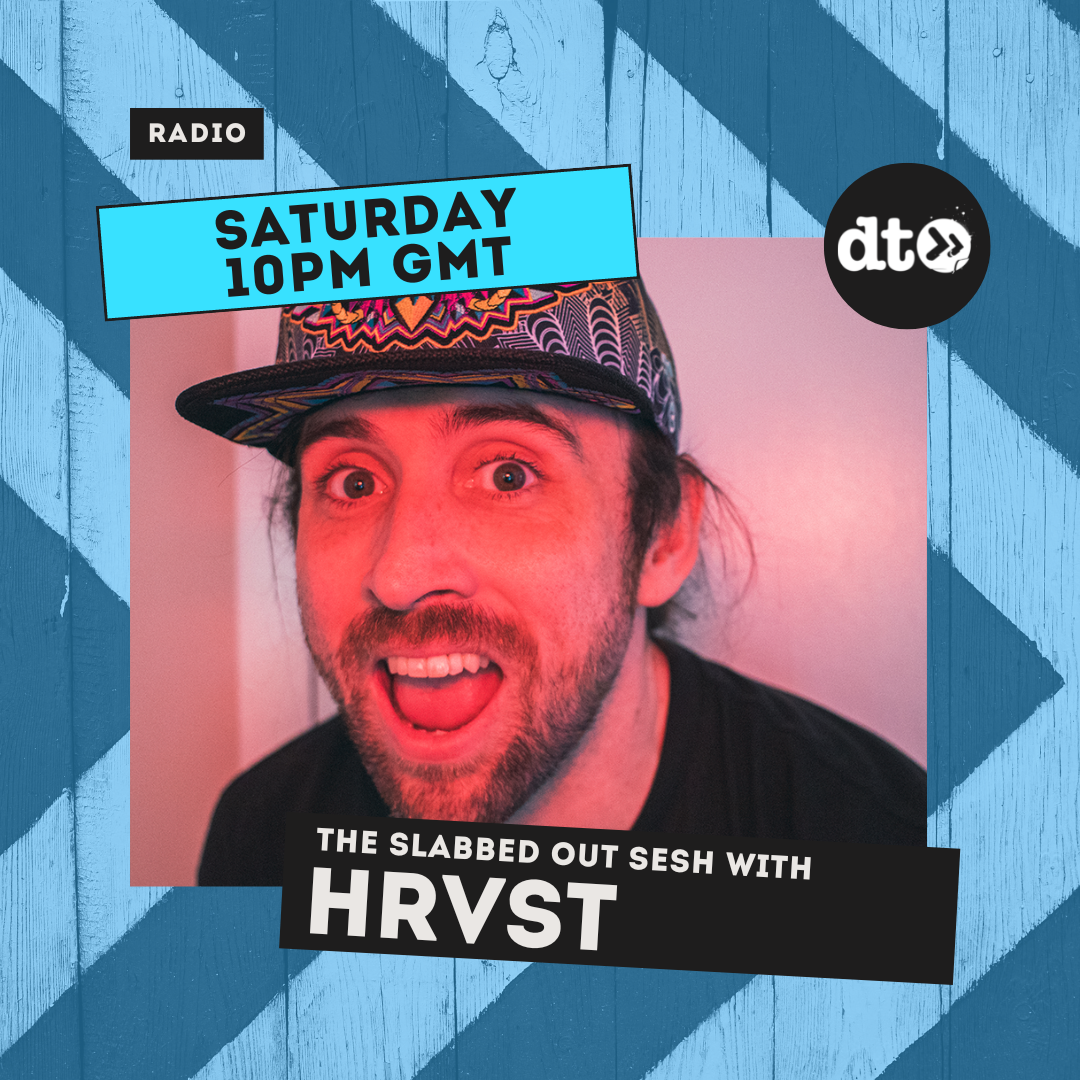 RADIO
SATURDAY
10PM GMT
dt
THE SLABBED OUT SESH WITH
HRVST